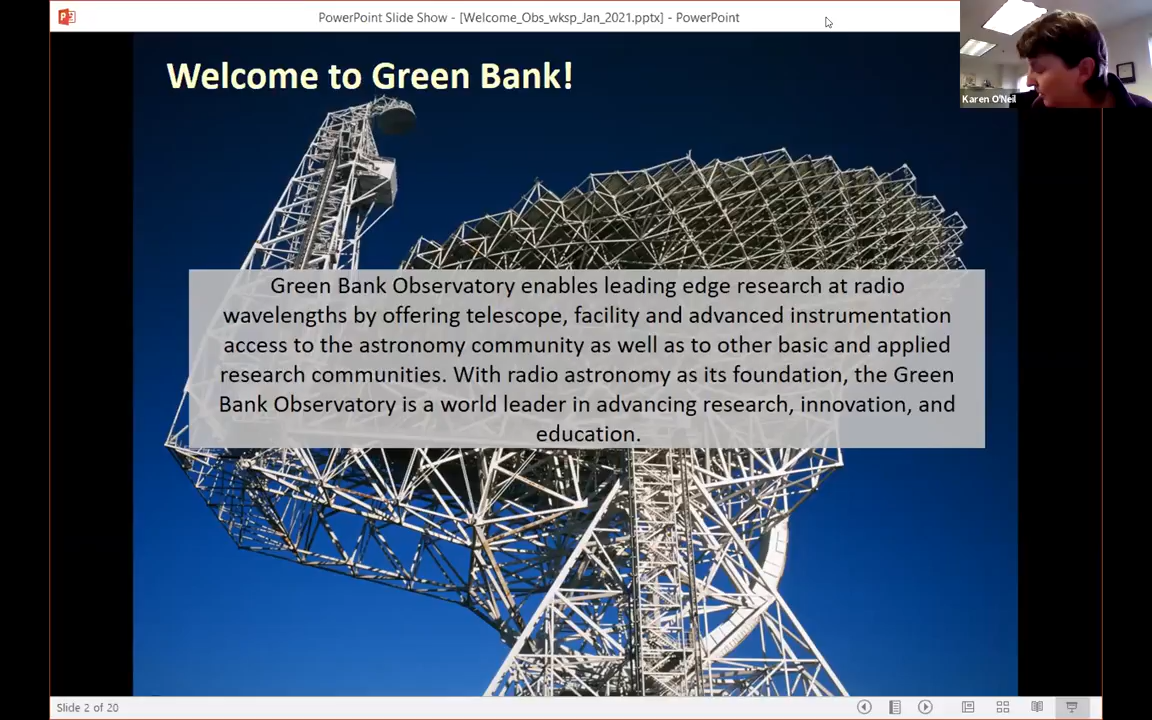 PowerPoint Slide Show - [Welcome_Obs_wksp_Jan_2021.pptx] - PowerPoint
Karen O'Neil
Welcome to Green Bank!
Green Bank Observatory enables leading edge research at radio
wavelengths by offering telescope, facility and advanced instrumentation
access to the astronomy community as well as to other basic and applied
research communities. With radio astronomy as its foundation, the Green
Bank Observatory is a world leader in advancing research, innovation, and
education.
Slide 2 of 20